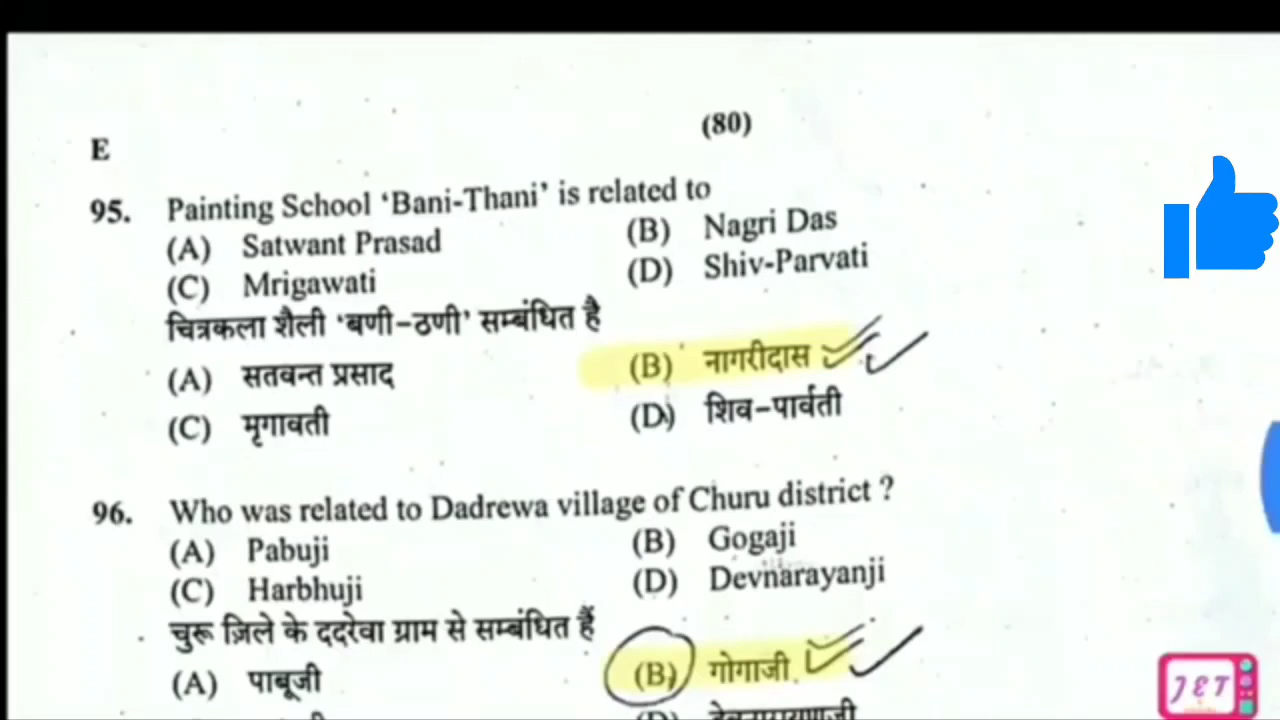 (80)
E
95. Painting School ‘Bani-Thani’ is related to
(A) Satwant Prasad (B) Nagri Das
(C) Mrigawati (D) Shiv-Parvati
चित्रकला शैली ‘बणी-ठणी’ सम्बंधित है
(A) सतवन्त प्रसाद (B) नागरीदास
(C) मृगावती (D) शिव-पार्वती
96. Who was related to Dadrewa village of Churu district ?
(A) Pabuji (B) Gogaji
(C) Harbhuji (D) Devnarayanji
चुरू ज़िले के ददरेवा ग्राम से सम्बंधित हैं
(A) पाबूजी (B) गोगाजी
(D) देवनारायणजी
JET